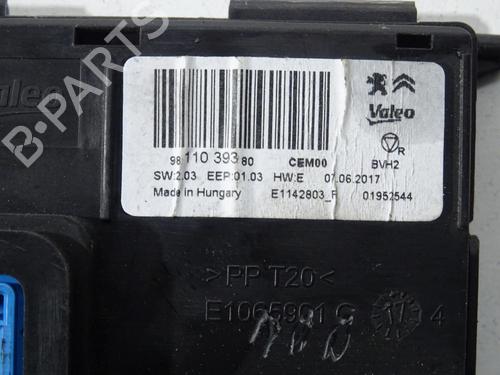 Valeo
Valeo
R
98 110 393 80 CEM00 BVH2
SW:2.03 EEP:01.03 HW:E 07.06.2017
Made in Hungary E1142803_F 01952544
>PP T20<
E1065901 C 17 4